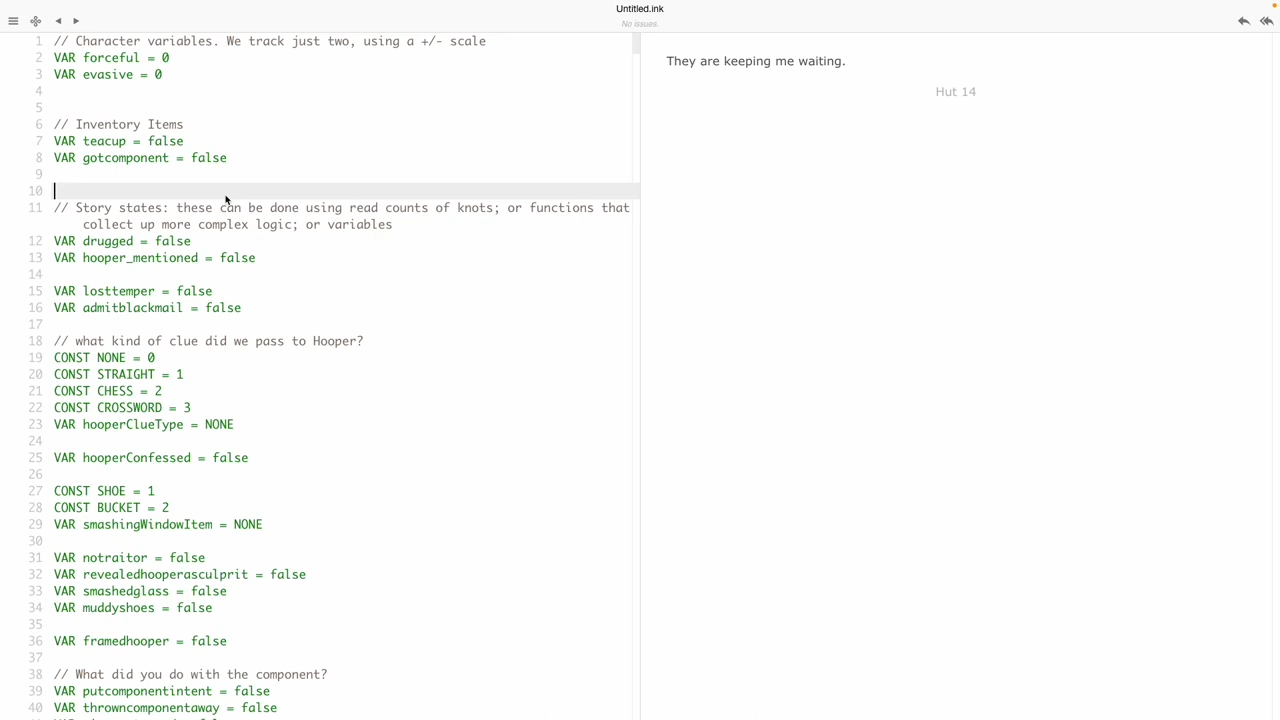 Untitled.ink
No issues.
1 // Character variables. We track just two, using a +/- scale
2 VAR forceful = 0
3 VAR evasive = 0
4
5
6 // Inventory Items
7 VAR teacup = false
8 VAR gotcomponent = false
9
10
11 // Story states: these can be done using read counts of knots; or functions that
collect up more complex logic; or variables
12 VAR drugged = false
13 VAR hooper_mentioned = false
14
15 VAR losttemper = false
16 VAR admitblackmail = false
17
18 // what kind of clue did we pass to Hooper?
19 CONST NONE = 0
20 CONST STRAIGHT = 1
21 CONST CHESS = 2
22 CONST CROSSWORD = 3
23 VAR hooperClueType = NONE
24
25 VAR hooperConfessed = false
26
27 CONST SHOE = 1
28 CONST BUCKET = 2
29 VAR smashingWindowItem = NONE
30
31 VAR notraitor = false
32 VAR revealedhooperasculprit = false
33 VAR smashedglass = false
34 VAR muddyshoes = false
35
36 VAR framedhooper = false
37
38 // What did you do with the component?
39 VAR putcomponentintent = false
40 VAR throwncomponentaway = false
They are keeping me waiting.
Hut 14